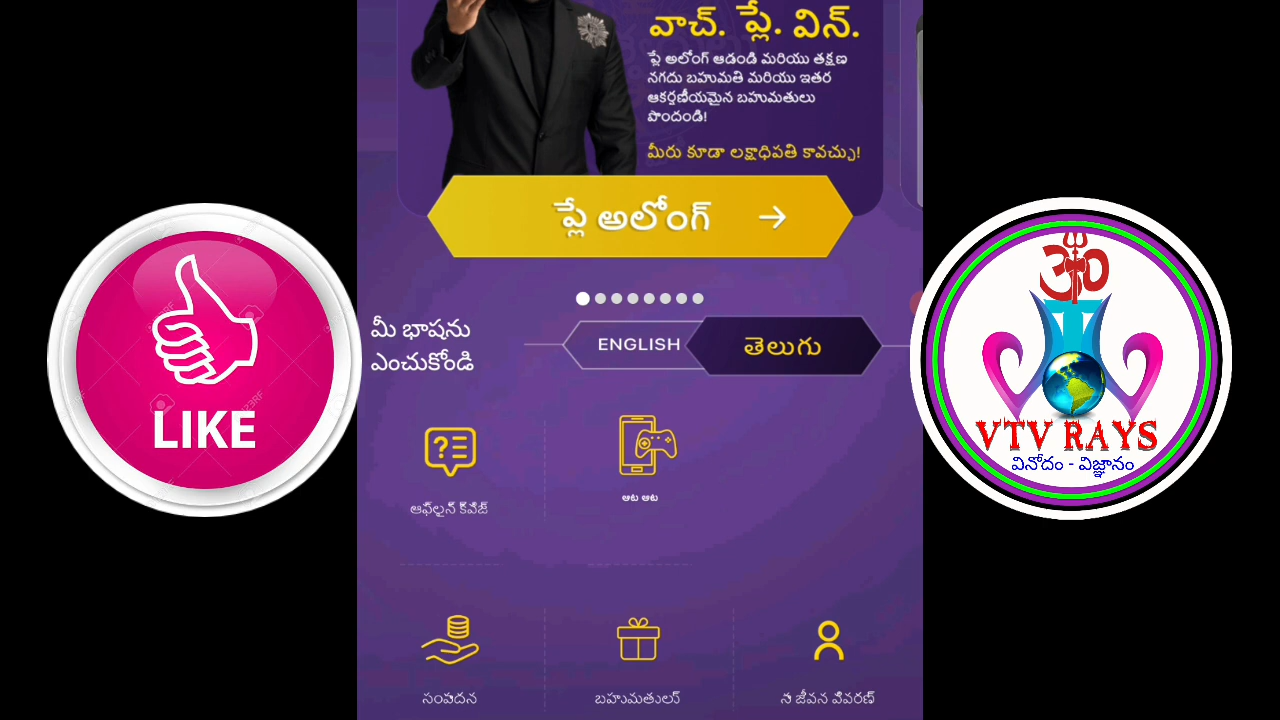 వాచ్. ప్లే. విన్.
ప్లే అలోంగ్ ఆడండి మరియు తక్షణ
నగదు బహుమతి మరియు ఇతర
ఆకర్షణీయమైన బహుమతులు
పొందండి!
మీరు కూడా లక్షాధిపతి కావచ్చు!
ప్లే అలోంగ్
మీ భాషను
ఎంచుకోండి
ENGLISH
తెలుగు
ఆఫ్‌లైన్ క్విజ్
ఆట ఆట
సంపాదన
బహుమతులు
నా జీవన వివరణ్
LIKE
VTV RAYS
వినోదం - విజ్ఞానం